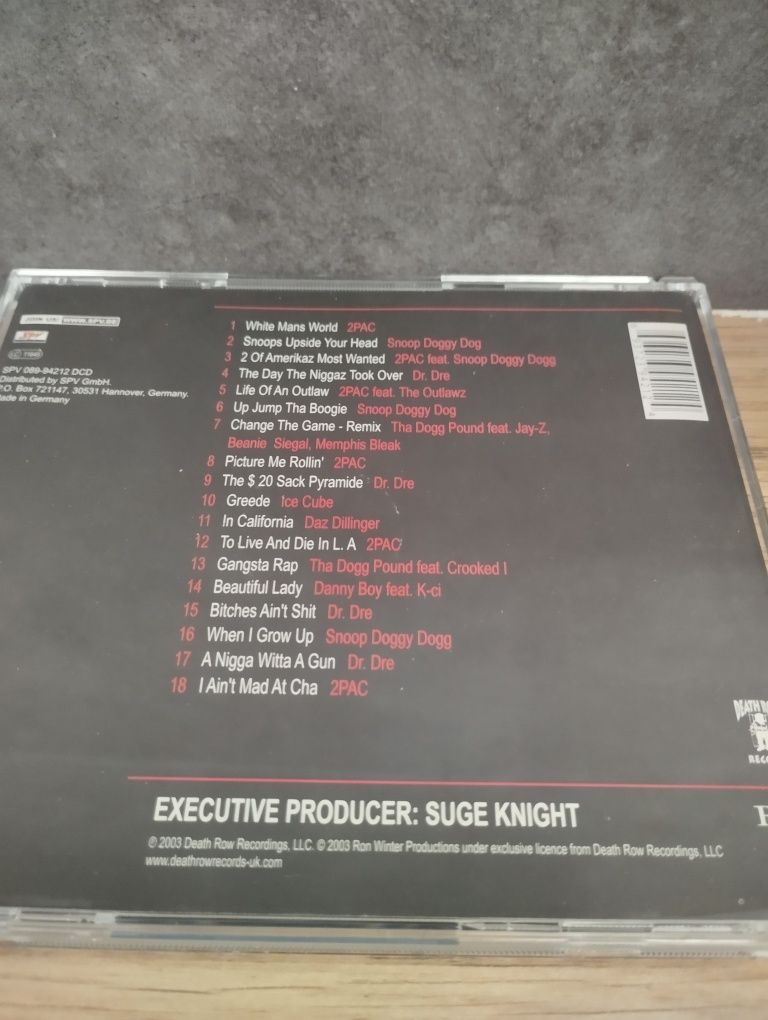 JOIN US: WWW.SPV.DE
SPV
LC 11645
SPV 089-94212 DCD
Distributed by SPV GmbH.
P.O. Box 721147, 30531 Hannover, Germany.
Made in Germany
1 White Mans World 2PAC
2 Snoops Upside Your Head Snoop Doggy Dog
3 2 Of Amerikaz Most Wanted 2PAC feat. Snoop Doggy Dogg
4 The Day The Niggaz Took Over Dr. Dre
5 Life Of An Outlaw 2PAC feat. The Outlawz
6 Up Jump Tha Boogie Snoop Doggy Dog
7 Change The Game - Remix Tha Dogg Pound feat. Jay-Z,
Beanie Siegal, Memphis Bleak
8 Picture Me Rollin' 2PAC
9 The $ 20 Sack Pyramide Dr. Dre
10 Greede Ice Cube
11 In California Daz Dillinger
12 To Live And Die In L. A 2PAC
13 Gangsta Rap Tha Dogg Pound feat. Crooked I
14 Beautiful Lady Danny Boy feat. K-ci
15 Bitches Ain't Shit Dr. Dre
16 When I Grow Up Snoop Doggy Dogg
17 A Nigga Witta A Gun Dr. Dre
18 I Ain't Mad At Cha 2PAC
EXECUTIVE PRODUCER: SUGE KNIGHT
℗ 2003 Death Row Recordings, LLC. © 2003 Ron Winter Productions under exclusive licence from Death Row Recordings, LLC
www.deathrowrecords-uk.com